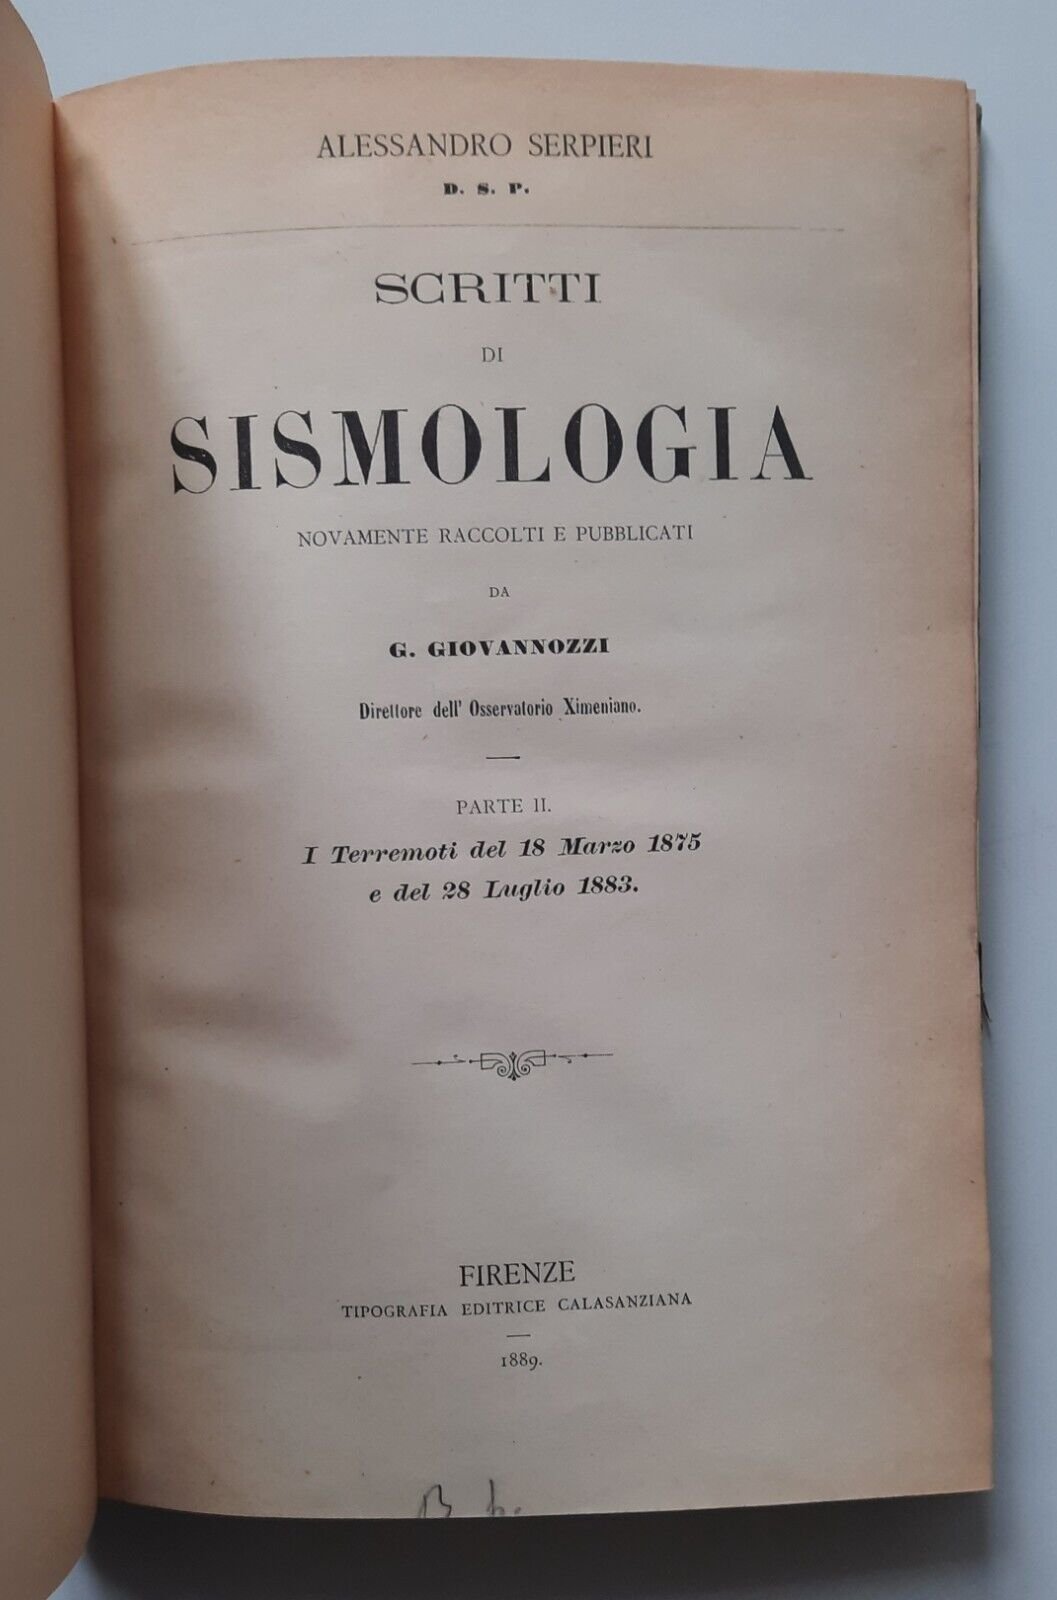 ALESSANDRO SERPIERI
D. S. P.
SCRITTI
DI
SISMOLOGIA
NOVAMENTE RACCOLTI E PUBBLICATI
DA
G. GIOVANNOZZI
Direttore dell' Osservatorio Ximeniano.
PARTE II.
I Terremoti del 18 Marzo 1875
e del 28 Luglio 1883.
FIRENZE
TIPOGRAFIA EDITRICE CALASANZIANA
1889.